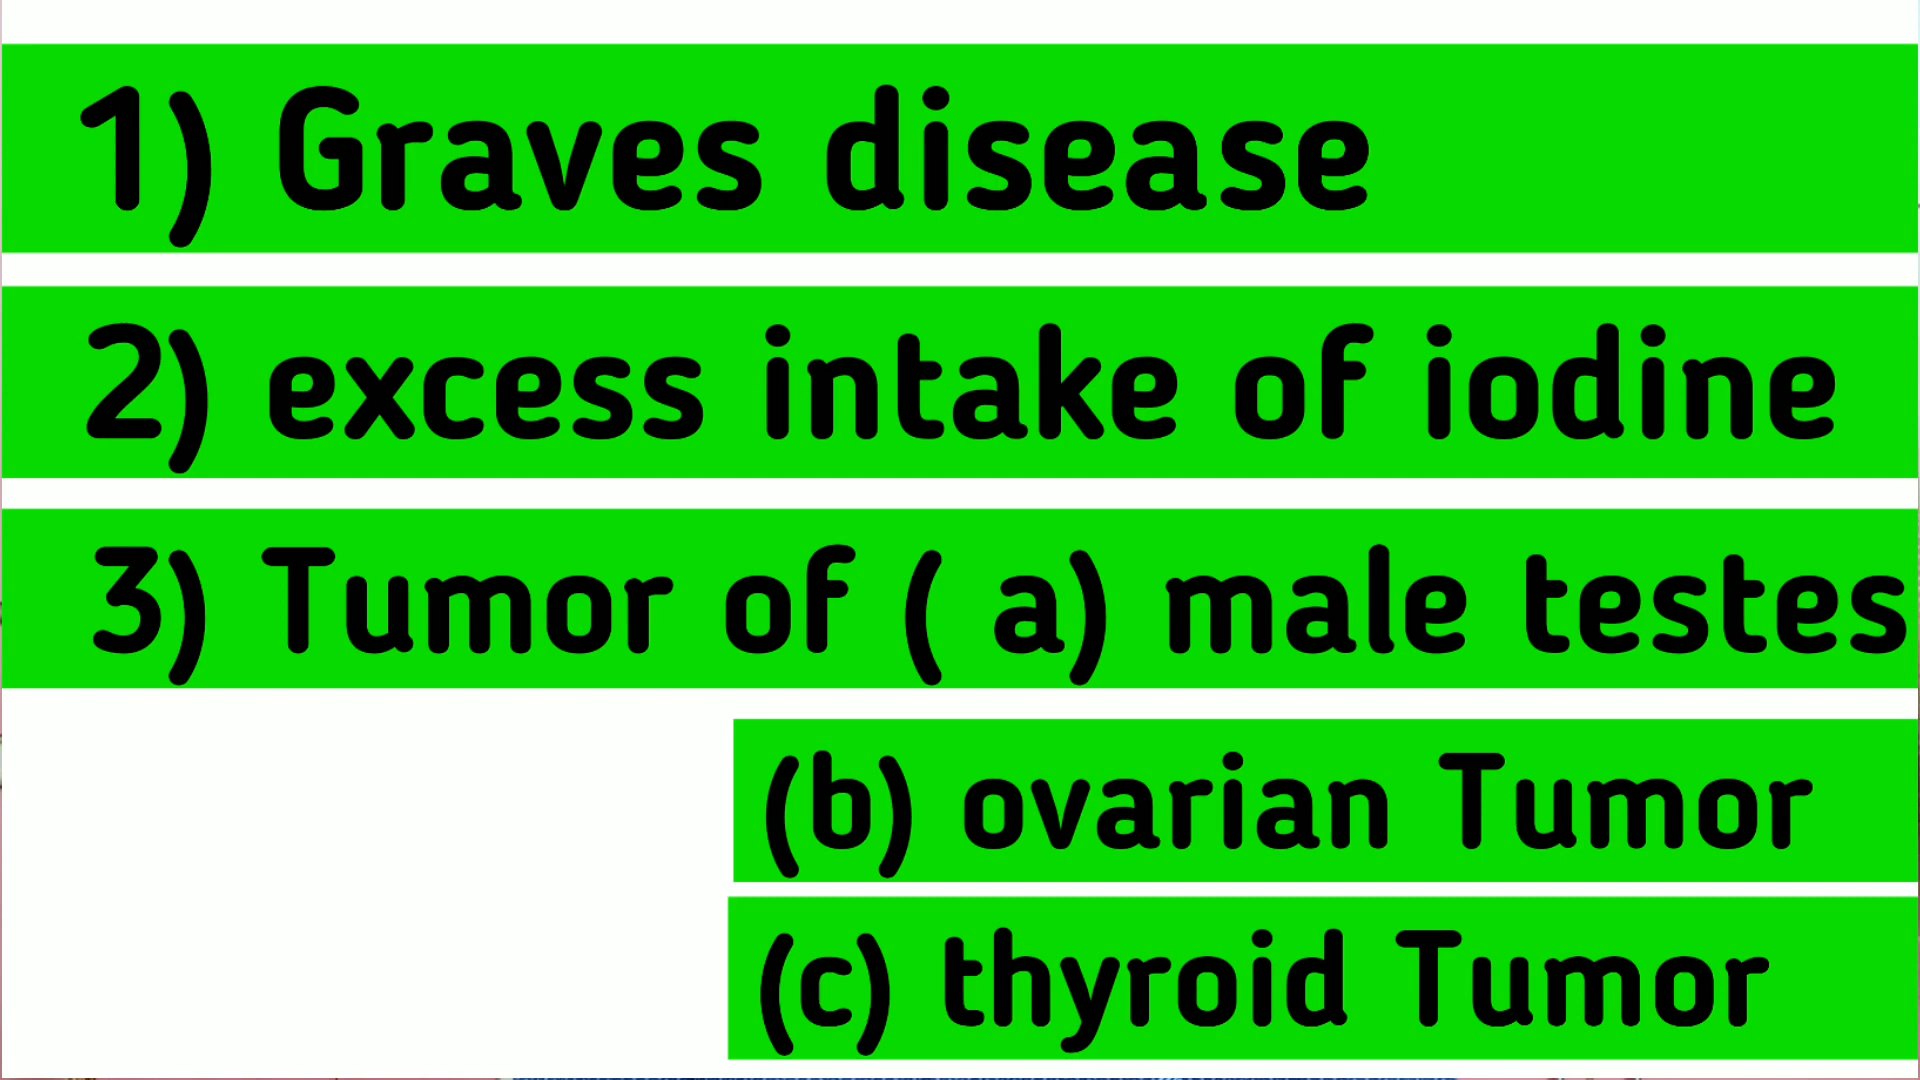 1) Graves disease
2) excess intake of iodine
3) Tumor of ( a) male testes
(b) ovarian Tumor
(c) thyroid Tumor